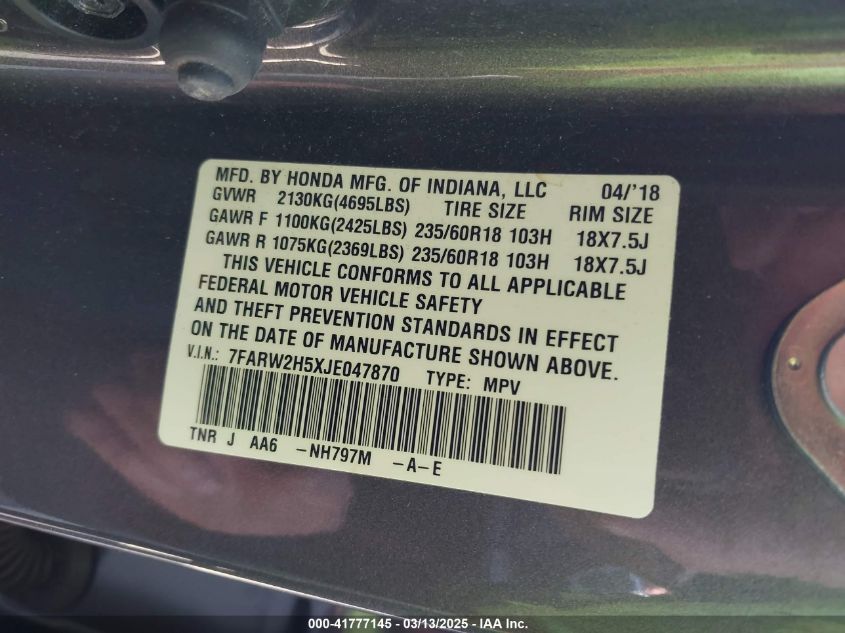 MFD. BY HONDA MFG. OF INDIANA, LLC 04/'18
GVWR 2130KG(4695LBS) TIRE SIZE RIM SIZE
GAWR F 1100KG(2425LBS) 235/60R18 103H 18X7.5J
GAWR R 1075KG(2369LBS) 235/60R18 103H 18X7.5J
THIS VEHICLE CONFORMS TO ALL APPLICABLE
FEDERAL MOTOR VEHICLE SAFETY
AND THEFT PREVENTION STANDARDS IN EFFECT
ON THE DATE OF MANUFACTURE SHOWN ABOVE.
V.I.N.: 7FARW2H5XJE047870 TYPE: MPV
TNR J AA6 -NH797M -A-E
000-41777145 - 03/13/2025 - IAA Inc.